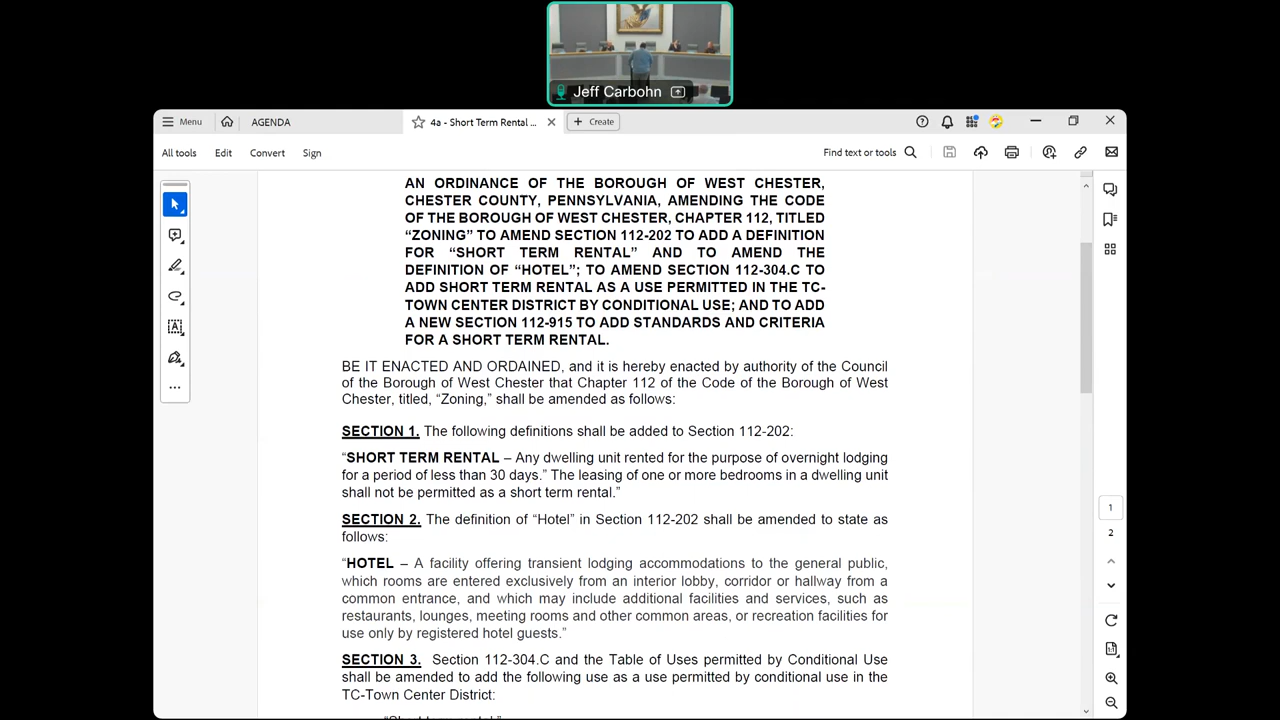 Jeff Carbohn
Menu
AGENDA
4a - Short Term Rental ...
Create
All tools
Edit
Convert
Sign
Find text or tools
AN ORDINANCE OF THE BOROUGH OF WEST CHESTER,
CHESTER COUNTY, PENNSYLVANIA, AMENDING THE CODE
OF THE BOROUGH OF WEST CHESTER, CHAPTER 112, TITLED
“ZONING” TO AMEND SECTION 112-202 TO ADD A DEFINITION
FOR “SHORT TERM RENTAL” AND TO AMEND THE
DEFINITION OF “HOTEL”; TO AMEND SECTION 112-304.C TO
ADD SHORT TERM RENTAL AS A USE PERMITTED IN THE TC-
TOWN CENTER DISTRICT BY CONDITIONAL USE; AND TO ADD
A NEW SECTION 112-915 TO ADD STANDARDS AND CRITERIA
FOR A SHORT TERM RENTAL.
BE IT ENACTED AND ORDAINED, and it is hereby enacted by authority of the Council
of the Borough of West Chester that Chapter 112 of the Code of the Borough of West
Chester, titled, “Zoning,” shall be amended as follows:
SECTION 1. The following definitions shall be added to Section 112-202:
“SHORT TERM RENTAL – Any dwelling unit rented for the purpose of overnight lodging
for a period of less than 30 days.” The leasing of one or more bedrooms in a dwelling unit
shall not be permitted as a short term rental.”
SECTION 2. The definition of “Hotel” in Section 112-202 shall be amended to state as
follows:
“HOTEL – A facility offering transient lodging accommodations to the general public,
which rooms are entered exclusively from an interior lobby, corridor or hallway from a
common entrance, and which may include additional facilities and services, such as
restaurants, lounges, meeting rooms and other common areas, or recreation facilities for
use only by registered hotel guests.”
SECTION 3. Section 112-304.C and the Table of Uses permitted by Conditional Use
shall be amended to add the following use as a use permitted by conditional use in the
TC-Town Center District:
“Short term rental.”
1
2